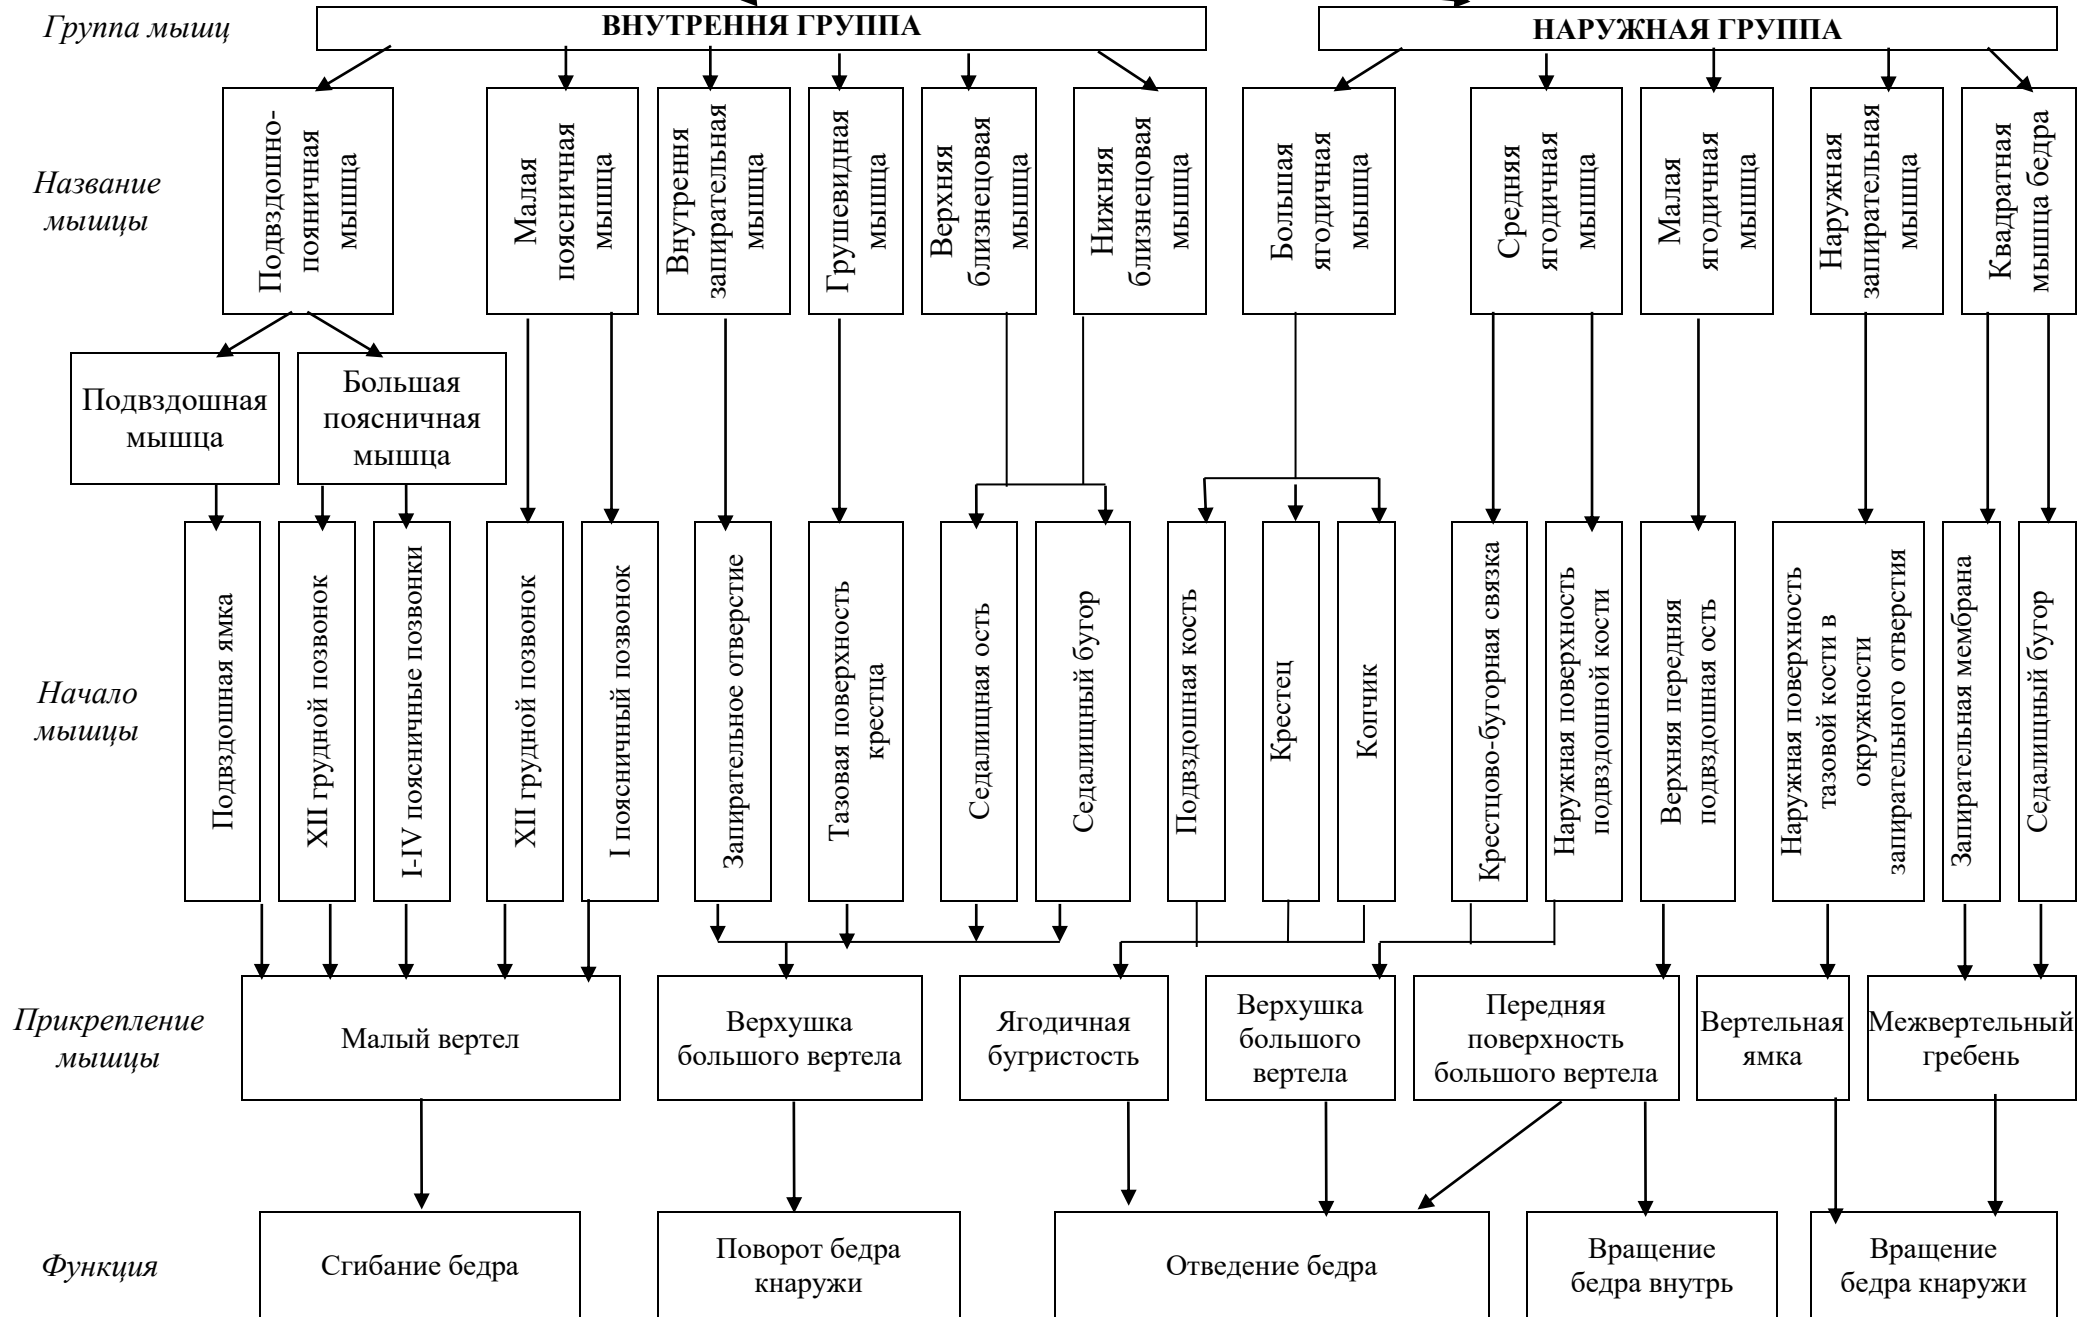 Группа мышц
ВНУТРЕННЯ ГРУППА
НАРУЖНАЯ ГРУППА
Название
мышцы
Подвздошно-
пояничная
мышца
Малая
поясничная
мышца
Внутрення
запирательная
мышца
Грушевидная
мышца
Верхняя
близнецовая
мышца
Нижняя
близнецовая
мышца
Большая
ягодичная
мышца
Средняя
ягодичная
мышца
Малая
ягодичная
мышца
Наружная
запирательная
мышца
Квадратная
мышца бедра
Подвздошная
мышца
Большая
поясничная
мышца
Начало
мышцы
Подвздошная ямка
XII грудной позвонок
I-IV поясничные позвонки
XII грудной позвонок
I поясничный позвонок
Запирательное отверстие
Тазовая поверхность
крестца
Седалищная ость
Седалищный бугор
Подвздошная кость
Крестец
Копчик
Крестцово-бугорная связка
Наружная поверхность
подвздошной кости
Верхняя передняя
подвздошная ость
Наружная поверхность
тазовой кости в
окружности
запирательного отверстия
Запирательная мембрана
Седалищный бугор
Прикрепление
мышцы
Малый вертел
Верхушка
большого вертела
Ягодичная
бугристость
Верхушка
большого
вертела
Передняя
поверхность
большого вертела
Вертельная
ямка
Межвертельный
гребень
Функция
Сгибание бедра
Поворот бедра
кнаружи
Отведение бедра
Вращение
бедра внутрь
Вращение
бедра кнаружи